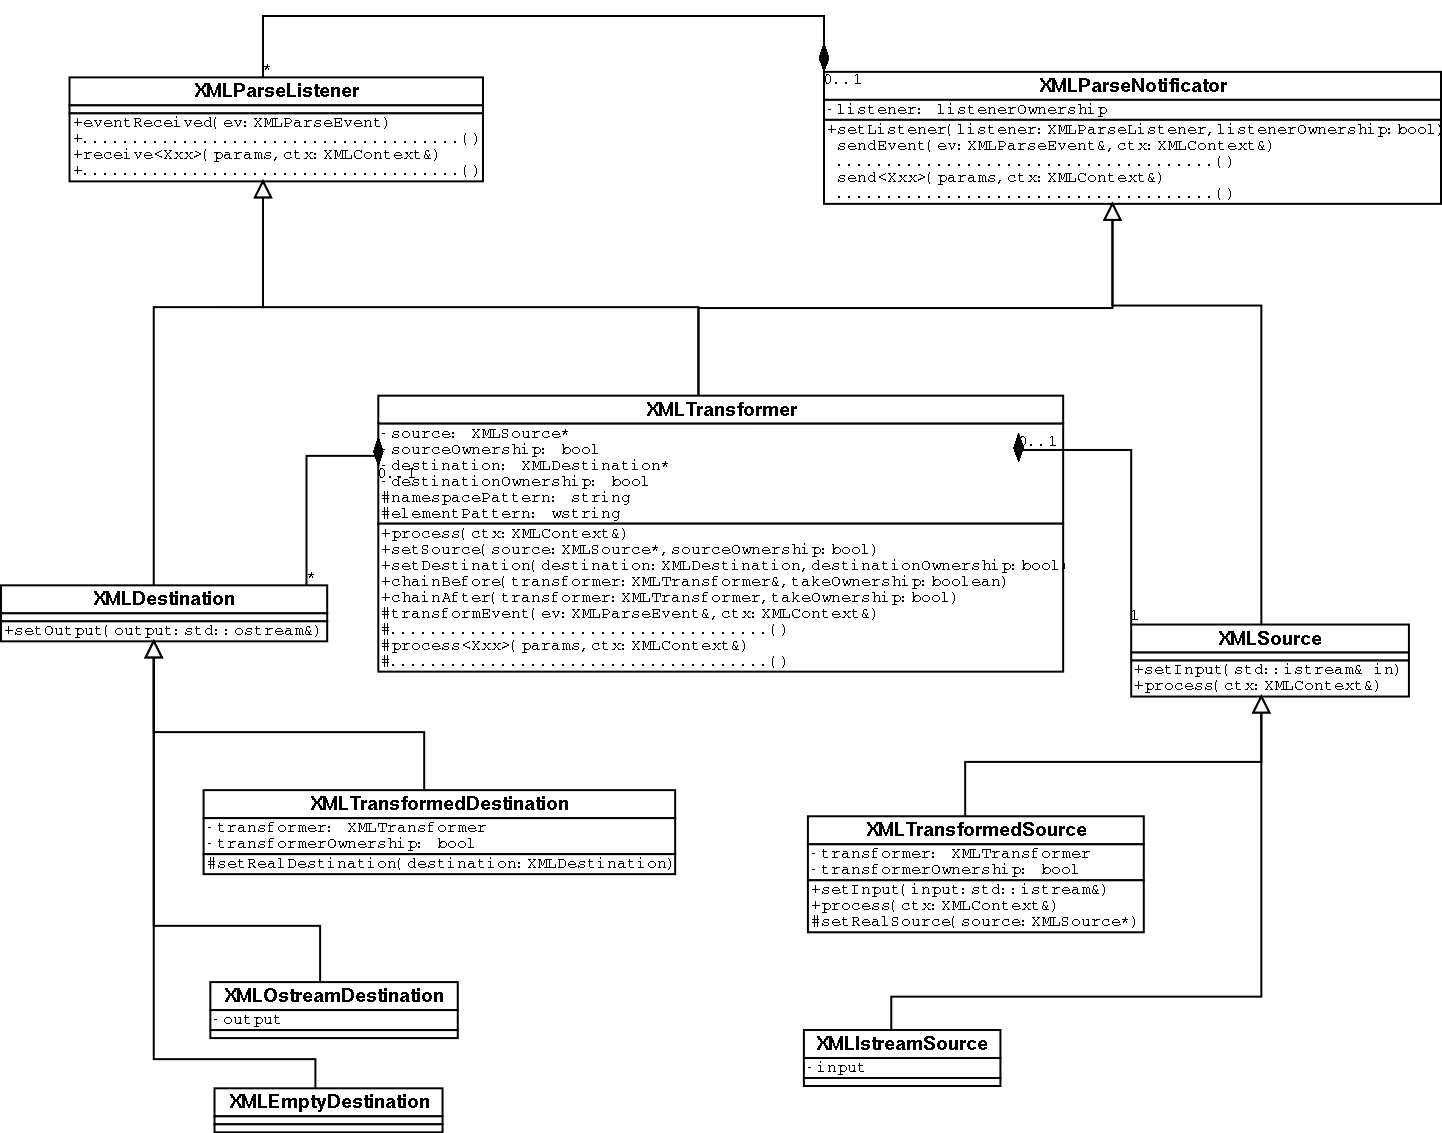 *
0..1
XMLParseListener
+eventReceived(ev:XMLParseEvent)
+......................................()
+receive<Xxx>(params,ctx:XMLContext&)
+......................................()
XMLParseNotificator
-listener: listenerOwnership
+setListener(listener:XMLParseListener,listenerOwnership:bool)
sendEvent(ev:XMLParseEvent&,ctx:XMLContext&)
......................................()
send<Xxx>(params,ctx:XMLContext&)
......................................()
XMLTransformer
-source: XMLSource*
-sourceOwnership: bool
-destination: XMLDestination*
-destinationOwnership: bool
#namespacePattern: string
#elementPattern: wstring
+process(ctx:XMLContext&)
+setSource(source:XMLSource*,sourceOwnership:bool)
+setDestination(destination:XMLDestination,destinationOwnership:bool)
+chainBefore(transformer:XMLTransformer&,takeOwnership:boolean)
+chainAfter(transformer:XMLTransformer,takeOwnership:bool)
#transformEvent(ev:XMLParseEvent&,ctx:XMLContext&)
#......................................()
#process<Xxx>(params,ctx:XMLContext&)
#......................................()
0..1
0..1
*
1
XMLDestination
+setOutput(output:std::ostream&)
XMLSource
+setInput(std::istream& in)
+process(ctx:XMLContext&)
XMLTransformedDestination
-transformer: XMLTransformer
-transformerOwnership: bool
#setRealDestination(destination:XMLDestination)
XMLTransformedSource
-transformer: XMLTransformer
-transformerOwnership: bool
+setInput(input:std::istream&)
+process(ctx:XMLContext&)
#setRealSource(source:XMLSource*)
XMLOstreamDestination
-output
XMLIstreamSource
-input
XMLEmptyDestination